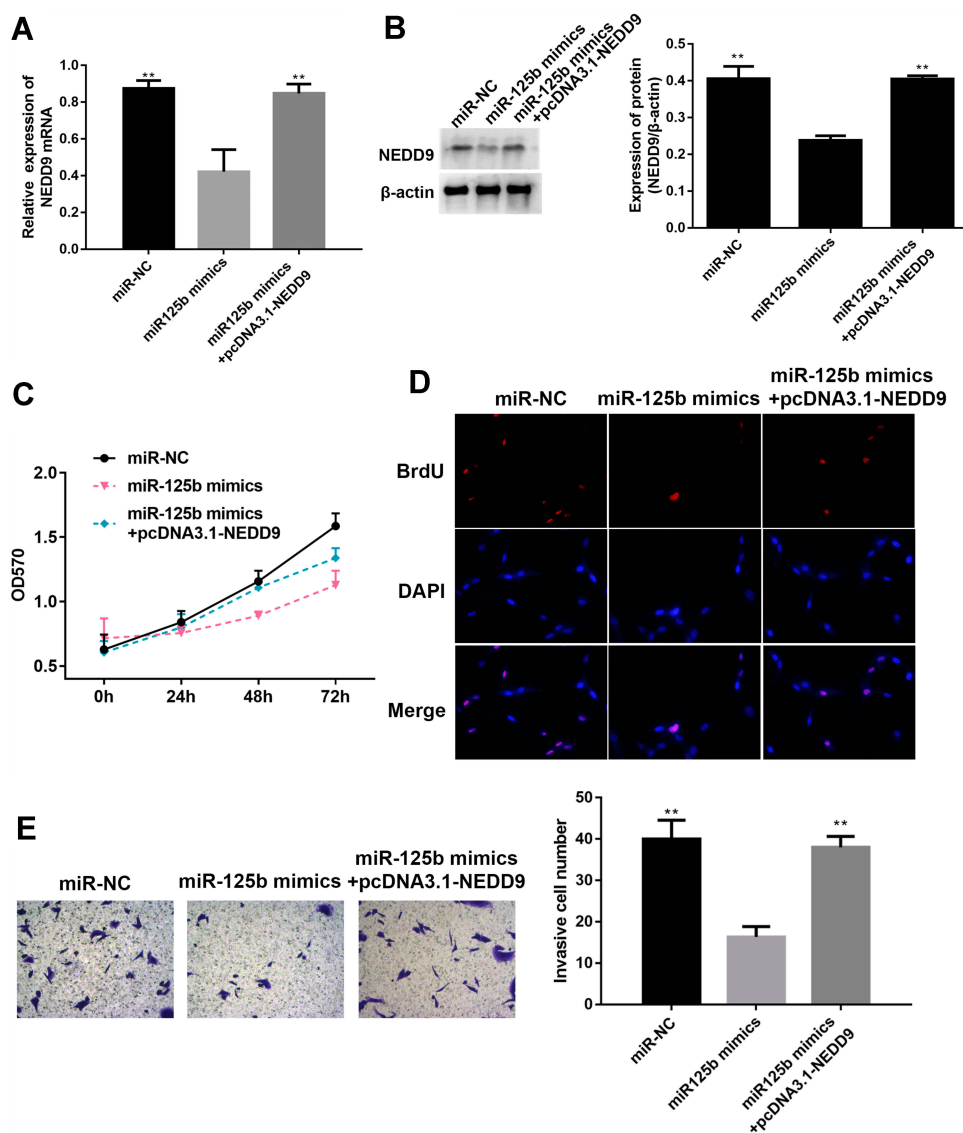 A
Relative expression of
NEDD9 mRNA
1.0
0.8
0.6
0.4
0.2
0.0
**
**
miR-NC
miR125b mimics
miR125b mimics
+pcDNA3.1-NEDD9
B
miR-NC
miR-125b mimics
miR-125b mimics
+pcDNA3.1-NEDD9
NEDD9
β-actin
Expression of protein
(NEDD9/β-actin)
0.5
0.4
0.3
0.2
0.1
0.0
**
**
miR-NC
miR125b mimics
miR125b mimics
+pcDNA3.1-NEDD9
C
miR-NC
miR-125b mimics
miR-125b mimics
+pcDNA3.1-NEDD9
OD570
2.0
1.5
1.0
0.5
0h
24h
48h
72h
D
miR-NC
miR-125b mimics
miR-125b mimics
+pcDNA3.1-NEDD9
BrdU
DAPI
Merge
E
miR-NC
miR-125b mimics
miR-125b mimics
+pcDNA3.1-NEDD9
Invasive cell number
50
40
30
20
10
0
**
**
miR-NC
miR125b mimics
miR125b mimics
+pcDNA3.1-NEDD9